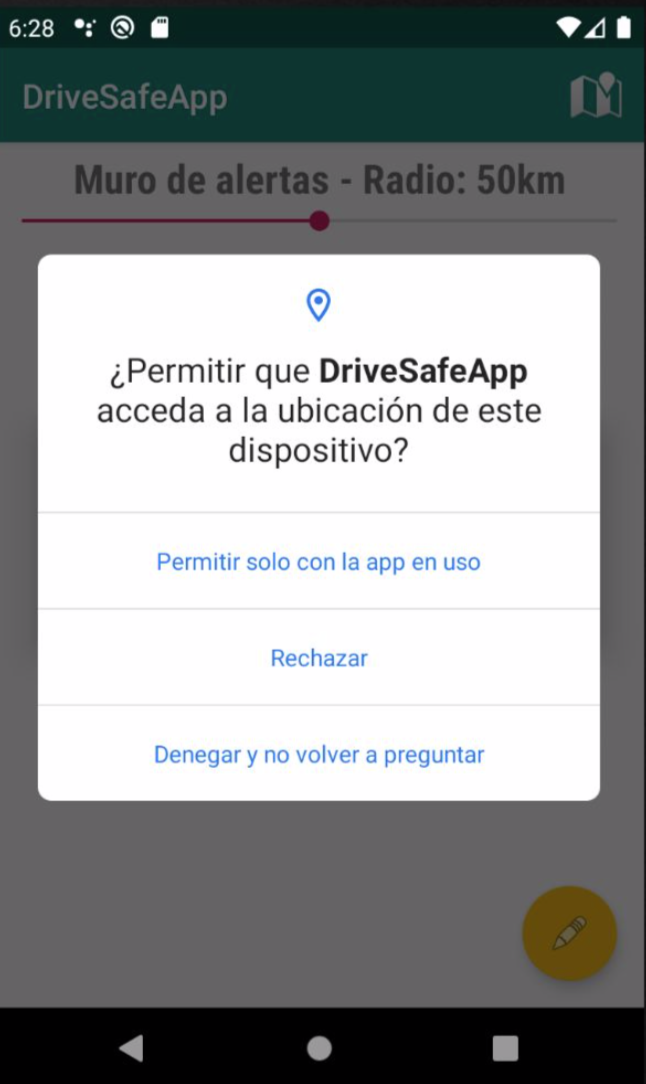 6:28
DriveSafeApp
Muro de alertas - Radio: 50km
¿Permitir que DriveSafeApp
acceda a la ubicación de este
dispositivo?
Permitir solo con la app en uso
Rechazar
Denegar y no volver a preguntar